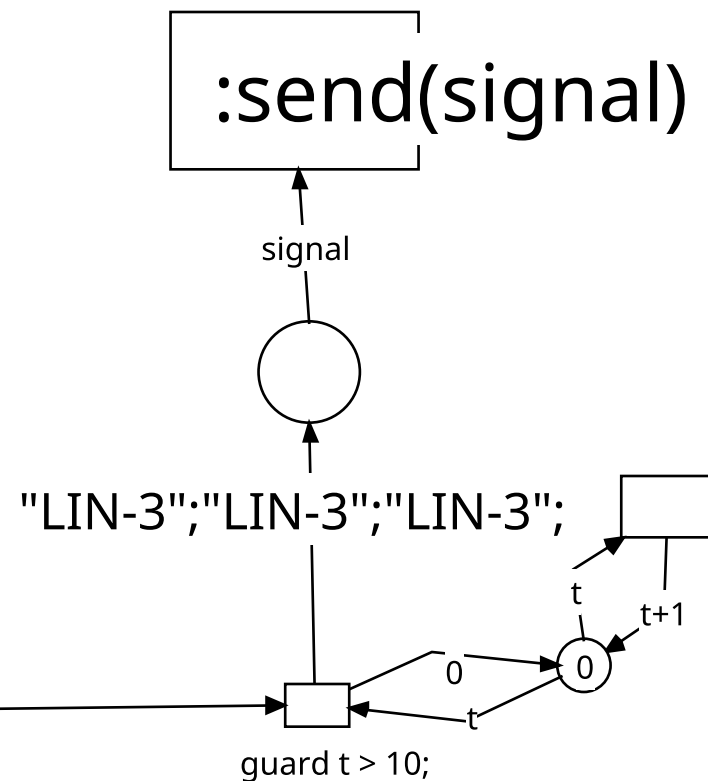 :send(signal)
signal
"LIN-3";"LIN-3";"LIN-3";
t
t+1
0
0
t
guard t > 10;